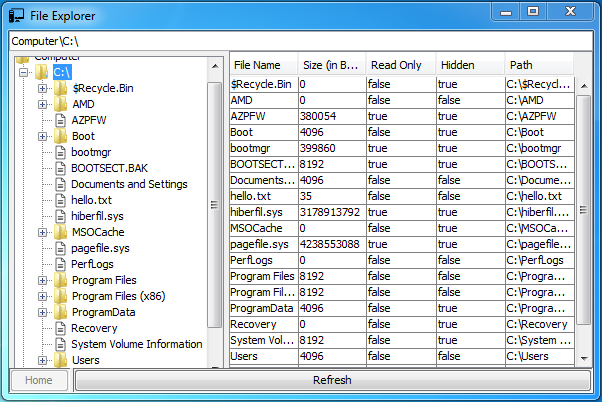 File Explorer
Computer\C:\
Computer
C:\
$Recycle.Bin
AMD
AZPFW
Boot
bootmgr
BOOTSECT.BAK
Documents and Settings
hello.txt
hiberfil.sys
MSOCache
pagefile.sys
PerfLogs
Program Files
Program Files (x86)
ProgramData
Recovery
System Volume Information
Users
File Name Size (in B... Read Only Hidden Path
$Recycle.Bin 0 false true C:\$Recycl...
AMD 0 false false C:\AMD
AZPFW 380054 true true C:\AZPFW
Boot 4096 false true C:\Boot
bootmgr 399860 true true C:\bootmgr
BOOTSECT... 8192 true true C:\BOOTS...
Documents... 4096 false true C:\Docume...
hello.txt 35 false false C:\hello.txt
hiberfil.sys 3178913792 true true C:\hiberfil....
MSOCache 0 false true C:\MSOCa...
pagefile.sys 4238553088 true true C:\pagefile...
PerfLogs 0 false false C:\PerfLogs
Program Files 8192 false false C:\Progra...
Program Fil... 8192 false false C:\Progra...
ProgramData 4096 false true C:\Progra...
Recovery 0 false true C:\Recovery
System Vol... 8192 false true C:\System ...
Users 4096 false false C:\Users
Home
Refresh